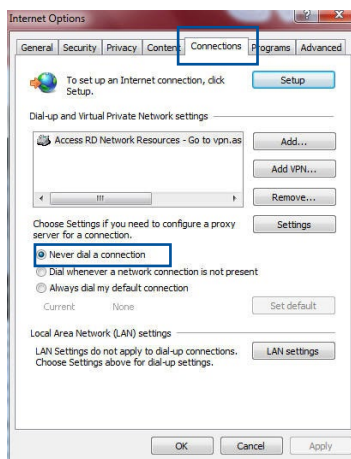 Internet Options
General Security Privacy Content Connections Programs Advanced
To set up an Internet connection, click
Setup.
Setup
Dial-up and Virtual Private Network settings
Access RD Network Resources - Go to vpn.as
Add...
Add VPN...
Remove...
Choose Settings if you need to configure a proxy
server for a connection.
Settings
Never dial a connection
Dial whenever a network connection is not present
Always dial my default connection
Current None
Set default
Local Area Network (LAN) settings
LAN Settings do not apply to dial-up connections.
Choose Settings above for dial-up settings.
LAN settings
OK Cancel Apply